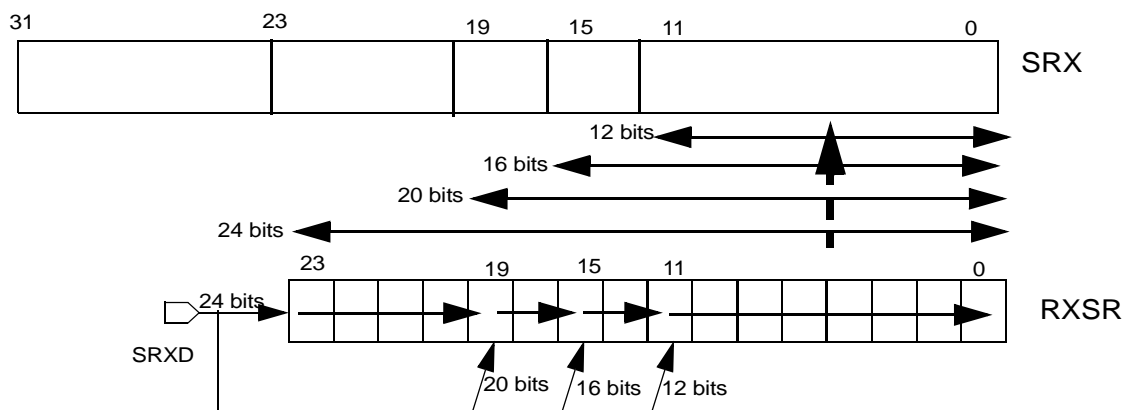 31 23 19 15 11 0
SRX
12 bits
16 bits
20 bits
24 bits
23 19 15 11 0
24 bits
RXSR
SRXD
20 bits 16 bits 12 bits